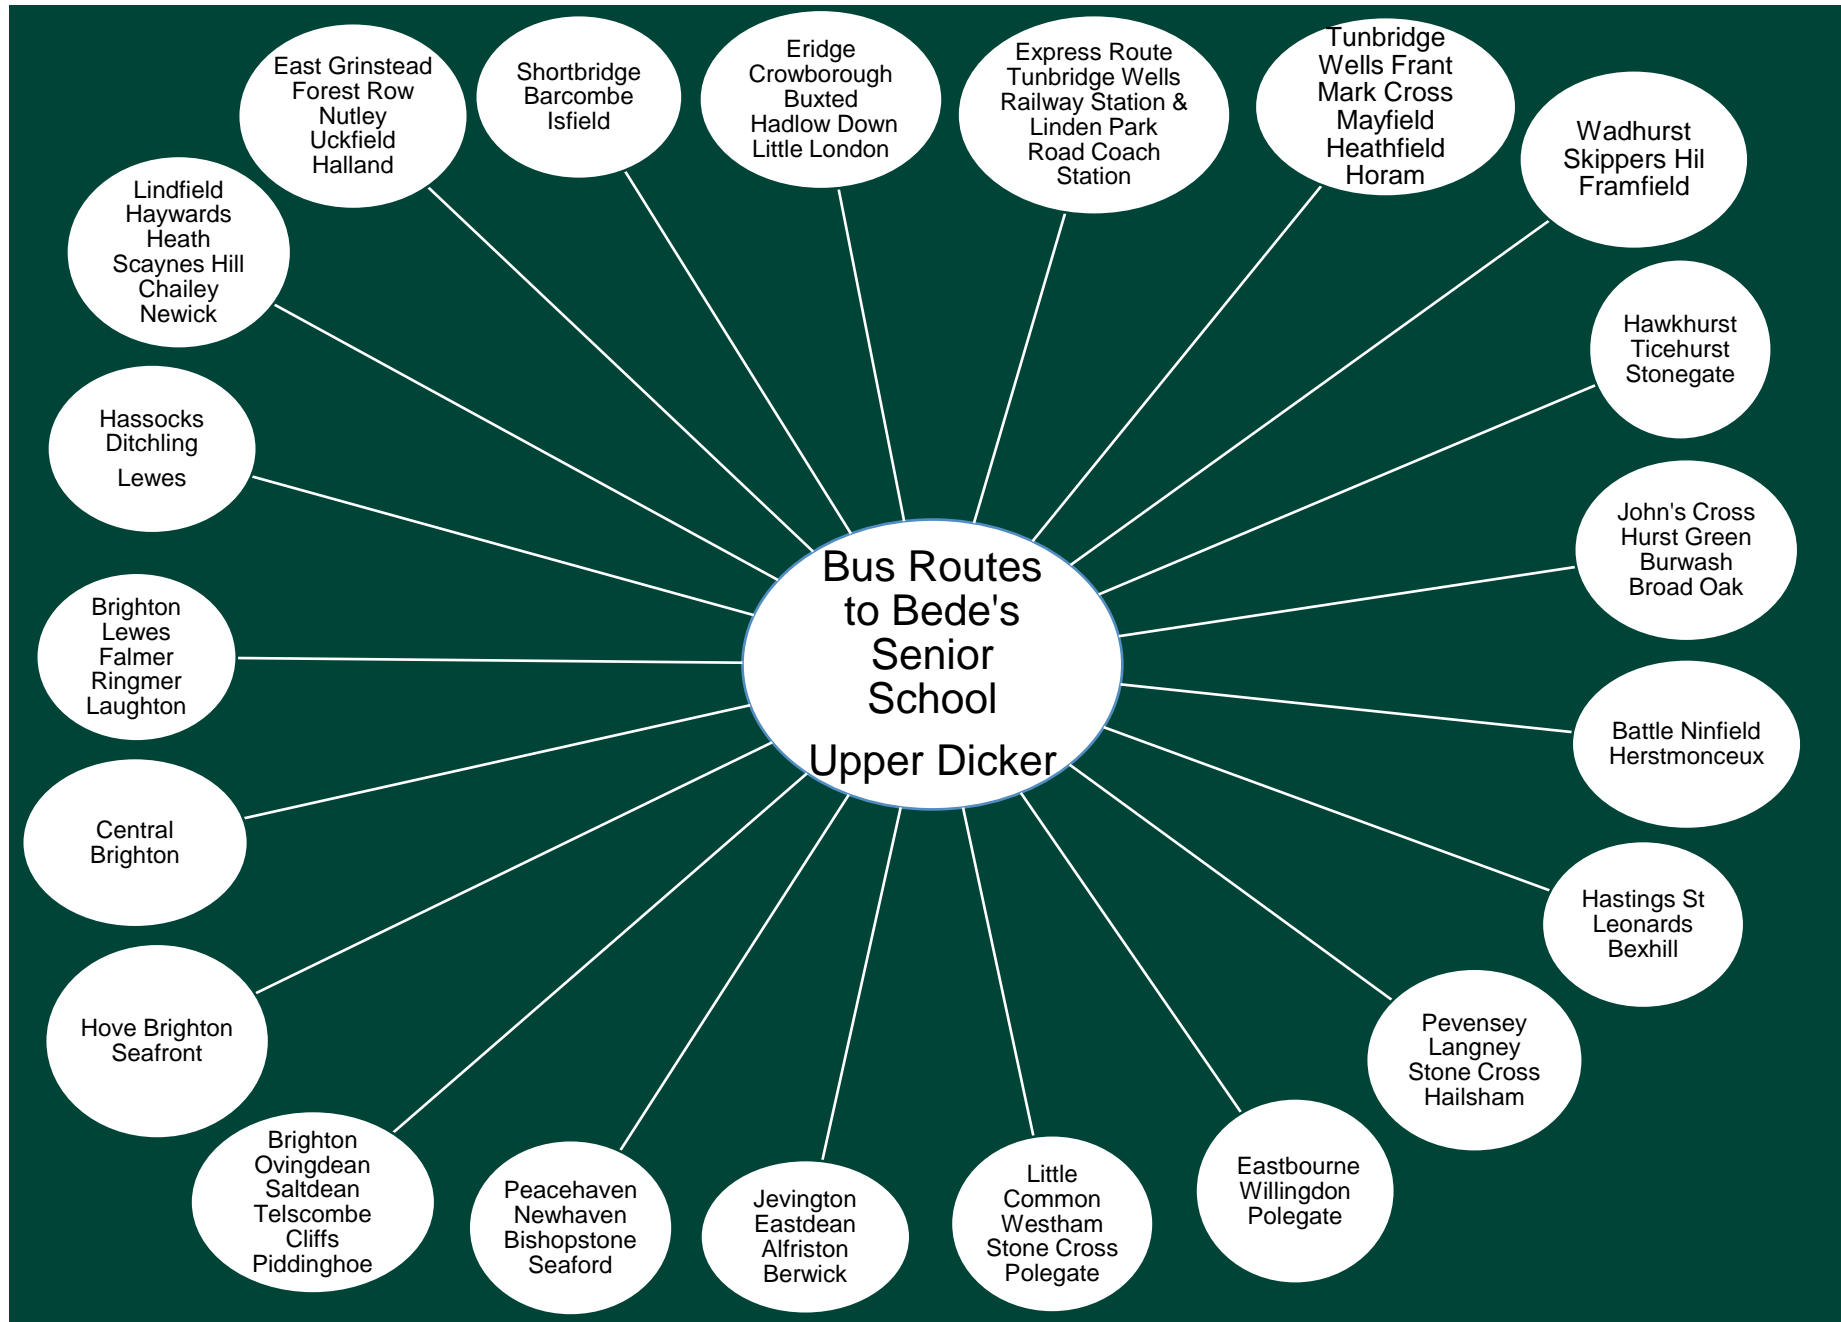 East Grinstead
Forest Row
Nutley
Uckfield
Halland
Shortbridge
Barcombe
Isfield
Eridge
Crowborough
Buxted
Hadlow Down
Little London
Express Route
Tunbridge Wells
Railway Station &
Linden Park
Road Coach
Station
Tunbridge
Wells Frant
Mark Cross
Mayfield
Heathfield
Horam
Wadhurst
Skippers Hil
Framfield
Hawkhurst
Ticehurst
Stonegate
John's Cross
Hurst Green
Burwash
Broad Oak
Battle Ninfield
Herstmonceux
Hastings St
Leonards
Bexhill
Pevensey
Langney
Stone Cross
Hailsham
Eastbourne
Willingdon
Polegate
Little
Common
Westham
Stone Cross
Polegate
Jevington
Eastdean
Alfriston
Berwick
Peacehaven
Newhaven
Bishopstone
Seaford
Brighton
Ovingdean
Saltdean
Telscombe
Cliffs
Piddinghoe
Hove Brighton
Seafront
Central
Brighton
Brighton
Lewes
Falmer
Ringmer
Laughton
Hassocks
Ditchling
Lewes
Lindfield
Haywards
Heath
Scaynes Hill
Chailey
Newick
Bus Routes
to Bede's
Senior
School
Upper Dicker